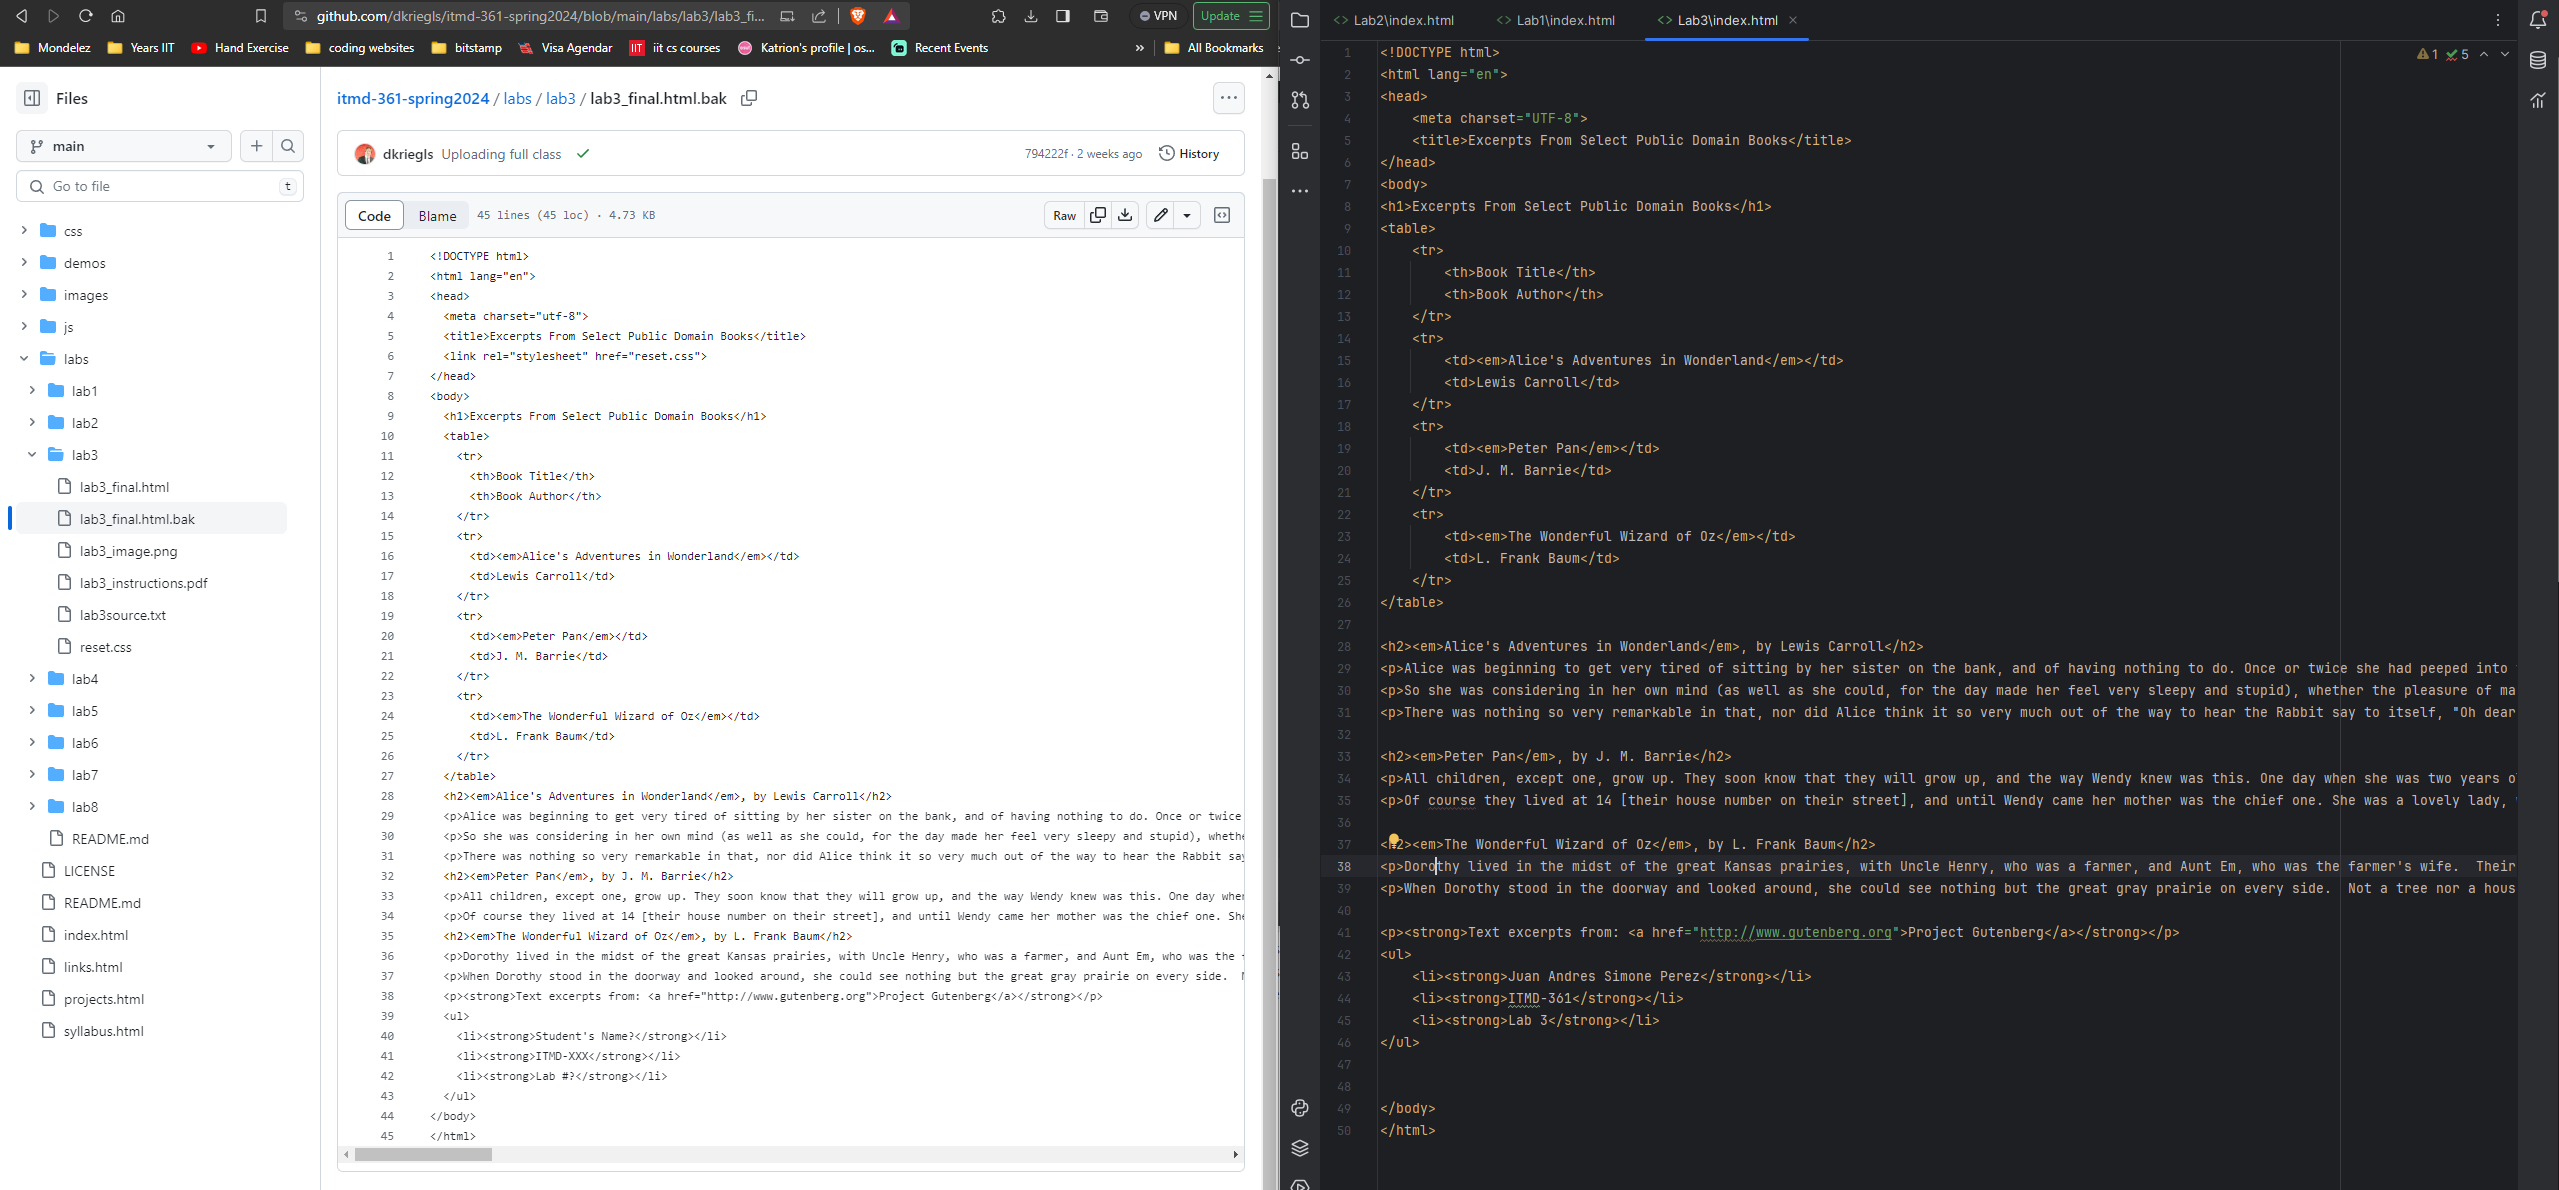 github.com/dkriegls/itmd-361-spring2024/blob/main/labs/lab3/lab3_fi...
VPN
Update
Mondelez
Years IIT
Hand Exercise
coding websites
bitstamp
Visa Agendar
IIT iit cs courses
Katrion's profile | os...
Recent Events
»
All Bookmarks
Files
main
Go to file
t
css
demos
images
js
labs
lab1
lab2
lab3
lab3_final.html
lab3_final.html.bak
lab3_image.png
lab3_instructions.pdf
lab3source.txt
reset.css
lab4
lab5
lab6
lab7
lab8
README.md
LICENSE
README.md
index.html
links.html
projects.html
syllabus.html
itmd-361-spring2024 / labs / lab3 / lab3_final.html.bak
dkriegls Uploading full class
794222f · 2 weeks ago
History
Code Blame 45 lines (45 loc) · 4.73 KB
Raw
1 <!DOCTYPE html>
2 <html lang="en">
3 <head>
4 <meta charset="utf-8">
5 <title>Excerpts From Select Public Domain Books</title>
6 <link rel="stylesheet" href="reset.css">
7 </head>
8 <body>
9 <h1>Excerpts From Select Public Domain Books</h1>
10 <table>
11 <tr>
12 <th>Book Title</th>
13 <th>Book Author</th>
14 </tr>
15 <tr>
16 <td><em>Alice's Adventures in Wonderland</em></td>
17 <td>Lewis Carroll</td>
18 </tr>
19 <tr>
20 <td><em>Peter Pan</em></td>
21 <td>J. M. Barrie</td>
22 </tr>
23 <tr>
24 <td><em>The Wonderful Wizard of Oz</em></td>
25 <td>L. Frank Baum</td>
26 </tr>
27 </table>
28 <h2><em>Alice's Adventures in Wonderland</em>, by Lewis Carroll</h2>
29 <p>Alice was beginning to get very tired of sitting by her sister on the bank, and of having nothing to do. Once or twice
30 <p>So she was considering in her own mind (as well as she could, for the day made her feel very sleepy and stupid), whethe
31 <p>There was nothing so very remarkable in that, nor did Alice think it so very much out of the way to hear the Rabbit say
32 <h2><em>Peter Pan</em>, by J. M. Barrie</h2>
33 <p>All children, except one, grow up. They soon know that they will grow up, and the way Wendy knew was this. One day when
34 <p>Of course they lived at 14 [their house number on their street], and until Wendy came her mother was the chief one. She
35 <h2><em>The Wonderful Wizard of Oz</em>, by L. Frank Baum</h2>
36 <p>Dorothy lived in the midst of the great Kansas prairies, with Uncle Henry, who was a farmer, and Aunt Em, who was the
37 <p>When Dorothy stood in the doorway and looked around, she could see nothing but the great gray prairie on every side.
38 <p><strong>Text excerpts from: <a href="http://www.gutenberg.org">Project Gutenberg</a></strong></p>
39 <ul>
40 <li><strong>Student's Name?</strong></li>
41 <li><strong>ITMD-XXX</strong></li>
42 <li><strong>Lab #?</strong></li>
43 </ul>
44 </body>
45 </html>
Lab2\index.html
Lab1\index.html
Lab3\index.html
1 5
1 <!DOCTYPE html>
2 <html lang="en">
3 <head>
4 <meta charset="UTF-8">
5 <title>Excerpts From Select Public Domain Books</title>
6 </head>
7 <body>
8 <h1>Excerpts From Select Public Domain Books</h1>
9 <table>
10 <tr>
11 <th>Book Title</th>
12 <th>Book Author</th>
13 </tr>
14 <tr>
15 <td><em>Alice's Adventures in Wonderland</em></td>
16 <td>Lewis Carroll</td>
17 </tr>
18 <tr>
19 <td><em>Peter Pan</em></td>
20 <td>J. M. Barrie</td>
21 </tr>
22 <tr>
23 <td><em>The Wonderful Wizard of Oz</em></td>
24 <td>L. Frank Baum</td>
25 </tr>
26 </table>
27
28 <h2><em>Alice's Adventures in Wonderland</em>, by Lewis Carroll</h2>
29 <p>Alice was beginning to get very tired of sitting by her sister on the bank, and of having nothing to do. Once or twice she had peeped into
30 <p>So she was considering in her own mind (as well as she could, for the day made her feel very sleepy and stupid), whether the pleasure of ma
31 <p>There was nothing so very remarkable in that, nor did Alice think it so very much out of the way to hear the Rabbit say to itself, "Oh dear
32
33 <h2><em>Peter Pan</em>, by J. M. Barrie</h2>
34 <p>All children, except one, grow up. They soon know that they will grow up, and the way Wendy knew was this. One day when she was two years o
35 <p>Of course they lived at 14 [their house number on their street], and until Wendy came her mother was the chief one. She was a lovely lady,
36
37 <h2><em>The Wonderful Wizard of Oz</em>, by L. Frank Baum</h2>
38 <p>Dorothy lived in the midst of the great Kansas prairies, with Uncle Henry, who was a farmer, and Aunt Em, who was the farmer's wife. Their
39 <p>When Dorothy stood in the doorway and looked around, she could see nothing but the great gray prairie on every side. Not a tree nor a hous
40
41 <p><strong>Text excerpts from: <a href="http://www.gutenberg.org">Project Gutenberg</a></strong></p>
42 <ul>
43 <li><strong>Juan Andres Simone Perez</strong></li>
44 <li><strong>ITMD-361</strong></li>
45 <li><strong>Lab 3</strong></li>
46 </ul>
47
48
49 </body>
50 </html>